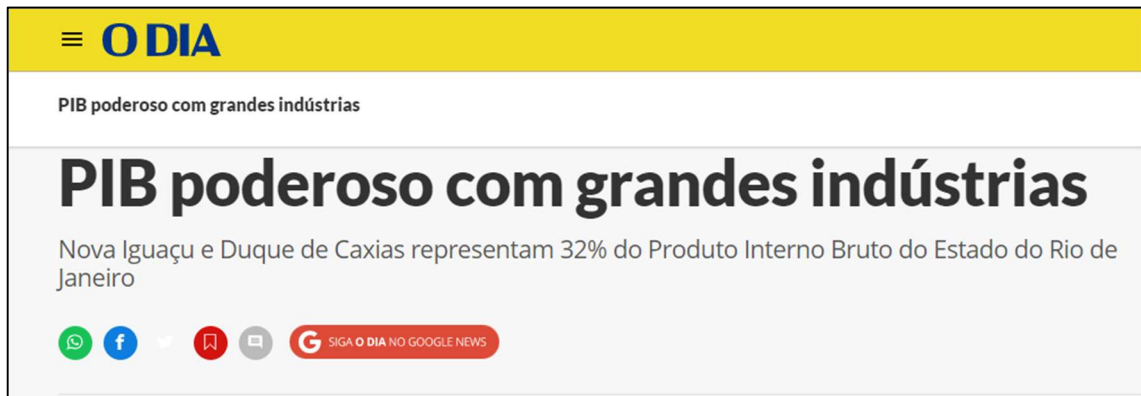 O DIA
PIB poderoso com grandes indústrias
PIB poderoso com grandes indústrias
Nova Iguaçu e Duque de Caxias representam 32% do Produto Interno Bruto do Estado do Rio de
Janeiro
SIGA O DIA NO GOOGLE NEWS